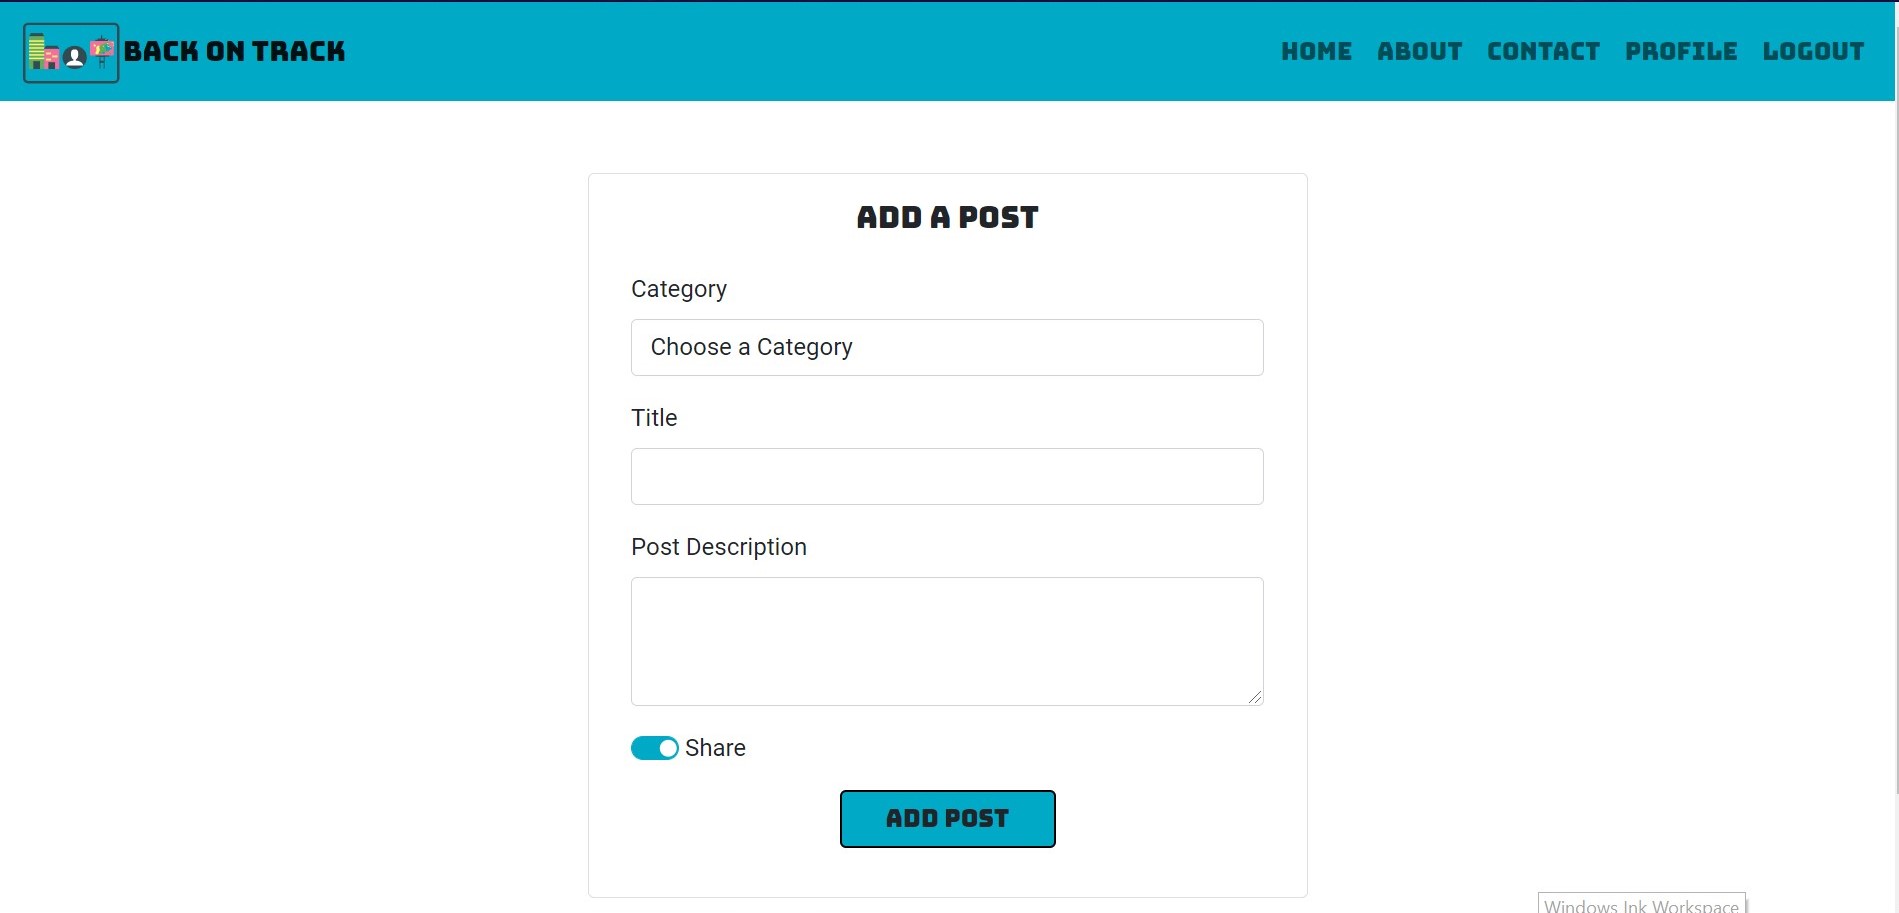 BACK ON TRACK
HOME ABOUT CONTACT PROFILE LOGOUT
ADD A POST
Category
Choose a Category
Title
Post Description
Share
ADD POST
Windows Ink Workspace